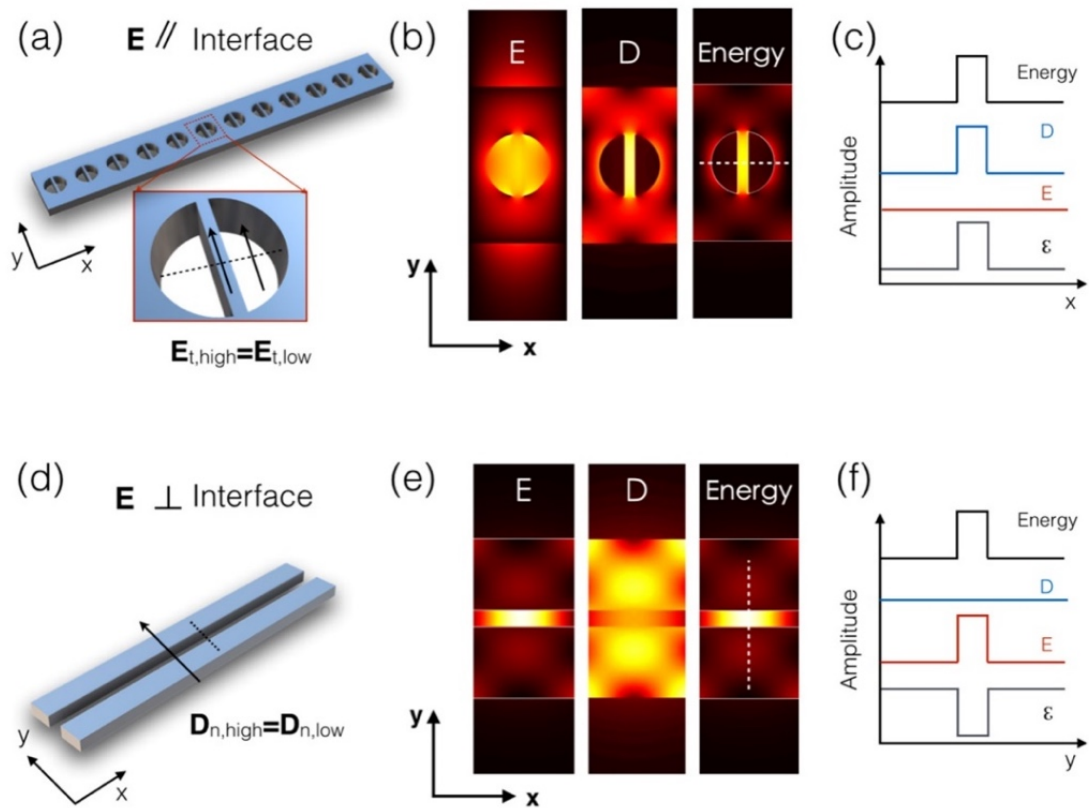 (a)
E // Interface
y
x
E_t,high=E_t,low
(b)
E
D
Energy
y
x
(c)
Energy
D
E
ε
Amplitude
x
(d)
E ⊥ Interface
D_n,high=D_n,low
y
x
(e)
E
D
Energy
y
x
(f)
Energy
D
E
ε
Amplitude
y